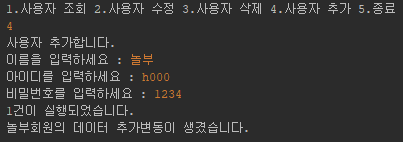 1.사용자 조회 2.사용자 수정 3.사용자 삭제 4.사용자 추가 5.종료
4
사용자 추가합니다.
이름을 입력하세요 : 놀부
아이디를 입력하세요 : h000
비밀번호를 입력하세요 : 1234
1건이 실행되었습니다.
놀부회원의 데이터 추가변동이 생겼습니다.